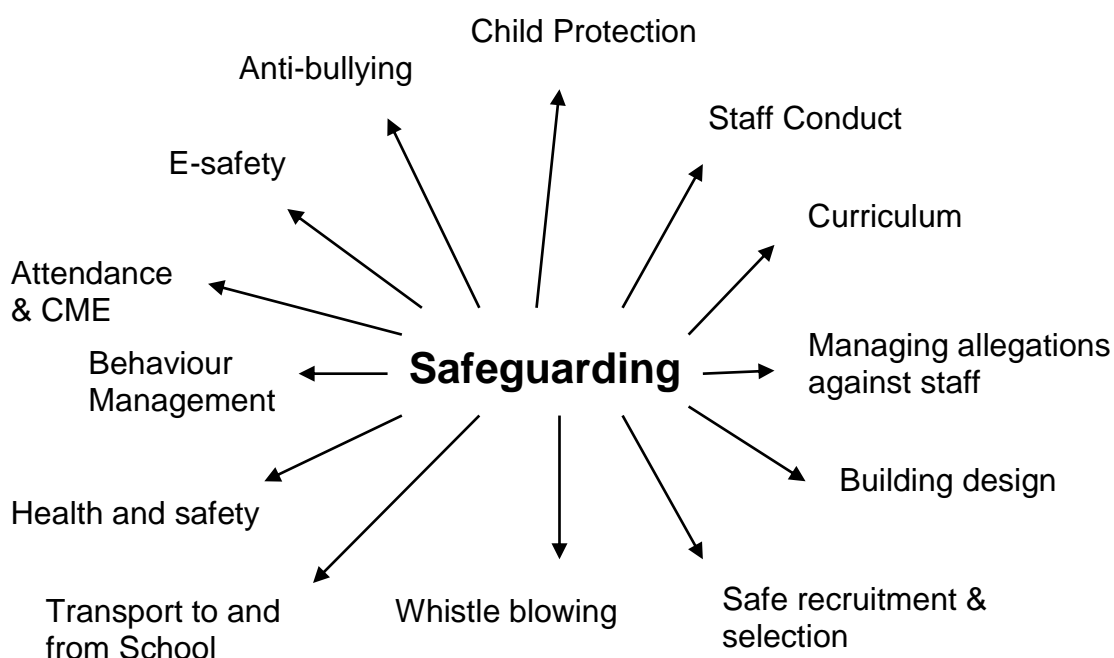 Child Protection
Anti-bullying
Staff Conduct
E-safety
Curriculum
Attendance
& CME
Managing allegations
against staff
Behaviour
Management
Safeguarding
Building design
Health and safety
Transport to and
from School
Whistle blowing
Safe recruitment &
selection